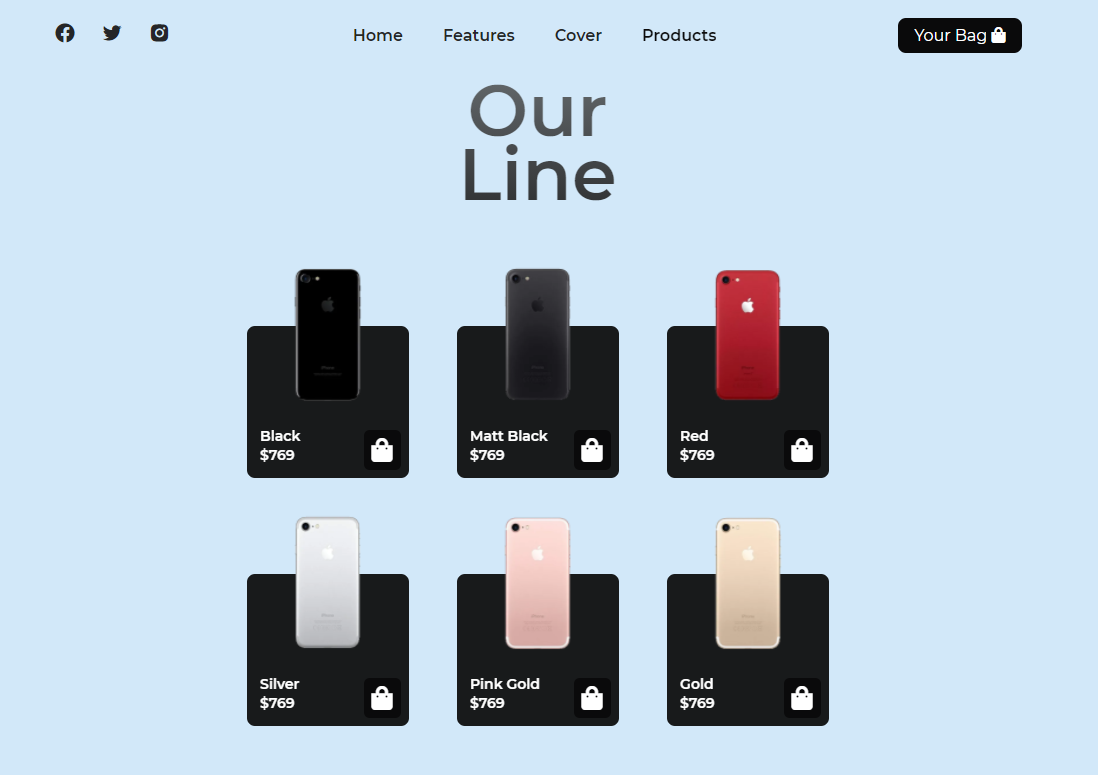 Home Features Cover Products Your Bag
Our
Line
Black
$769
Matt Black
$769
Red
$769
Silver
$769
Pink Gold
$769
Gold
$769